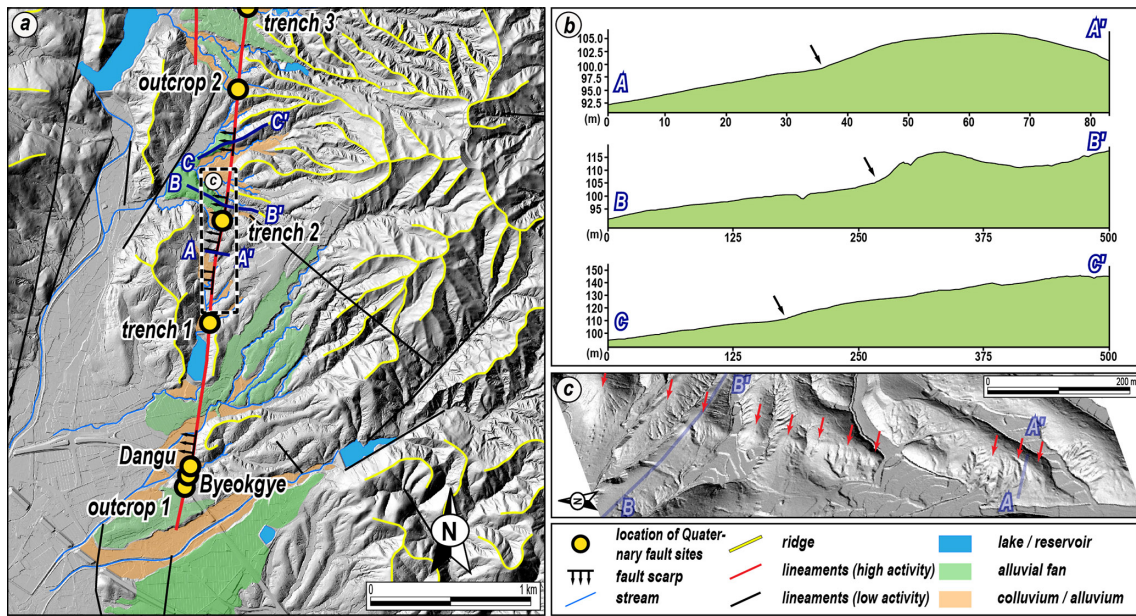 a
trench 3
outcrop 2
C'
C
c
B
B'
trench 2
A
A'
trench 1
Dangu
Byeokgye
outcrop 1
N
0
1 km
b
A
A'
105.0
102.5
100.0
97.5
95.0
92.5
(m)
0
10
20
30
40
50
60
70
80
B
B'
115
105
95
(m)
125
250
375
500
C
C'
150
140
130
120
110
100
(m)
0
125
250
375
500
c
B'
B
A'
A
N
0
200 m
location of Quater-
nary fault sites
fault scarp
stream
ridge
lineaments (high activity)
lineaments (low activity)
lake / reservoir
alluvial fan
colluvium / alluvium